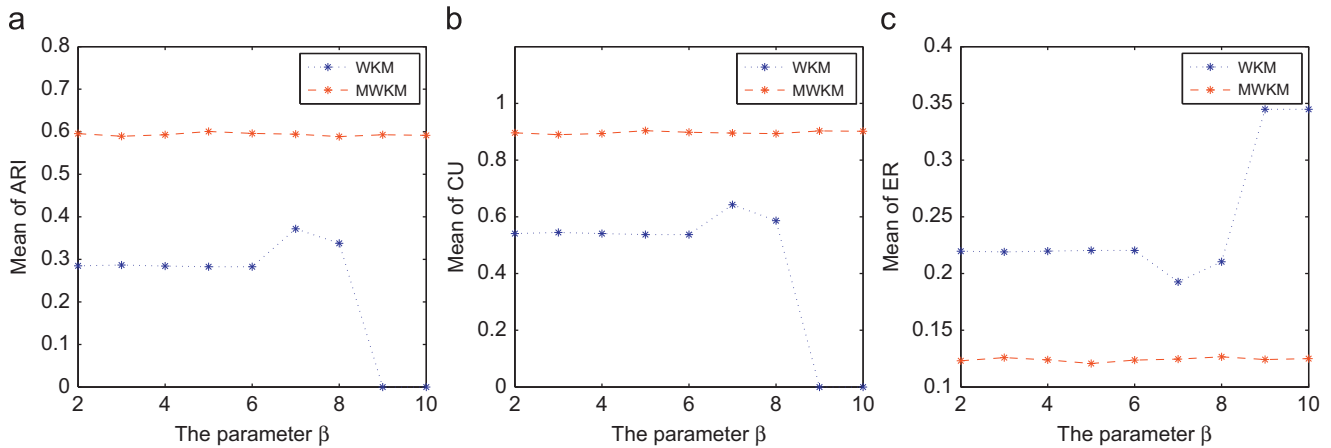 a
0.8
0.7
0.6
0.5
0.4
0.3
0.2
0.1
0
Mean of ARI
2 4 6 8 10
The parameter β
WKM
MWKM
b
1
0.8
0.6
0.4
0.2
0
Mean of CU
2 4 6 8 10
The parameter β
WKM
MWKM
c
0.4
0.35
0.3
0.25
0.2
0.15
0.1
Mean of ER
2 4 6 8 10
The parameter β
WKM
MWKM